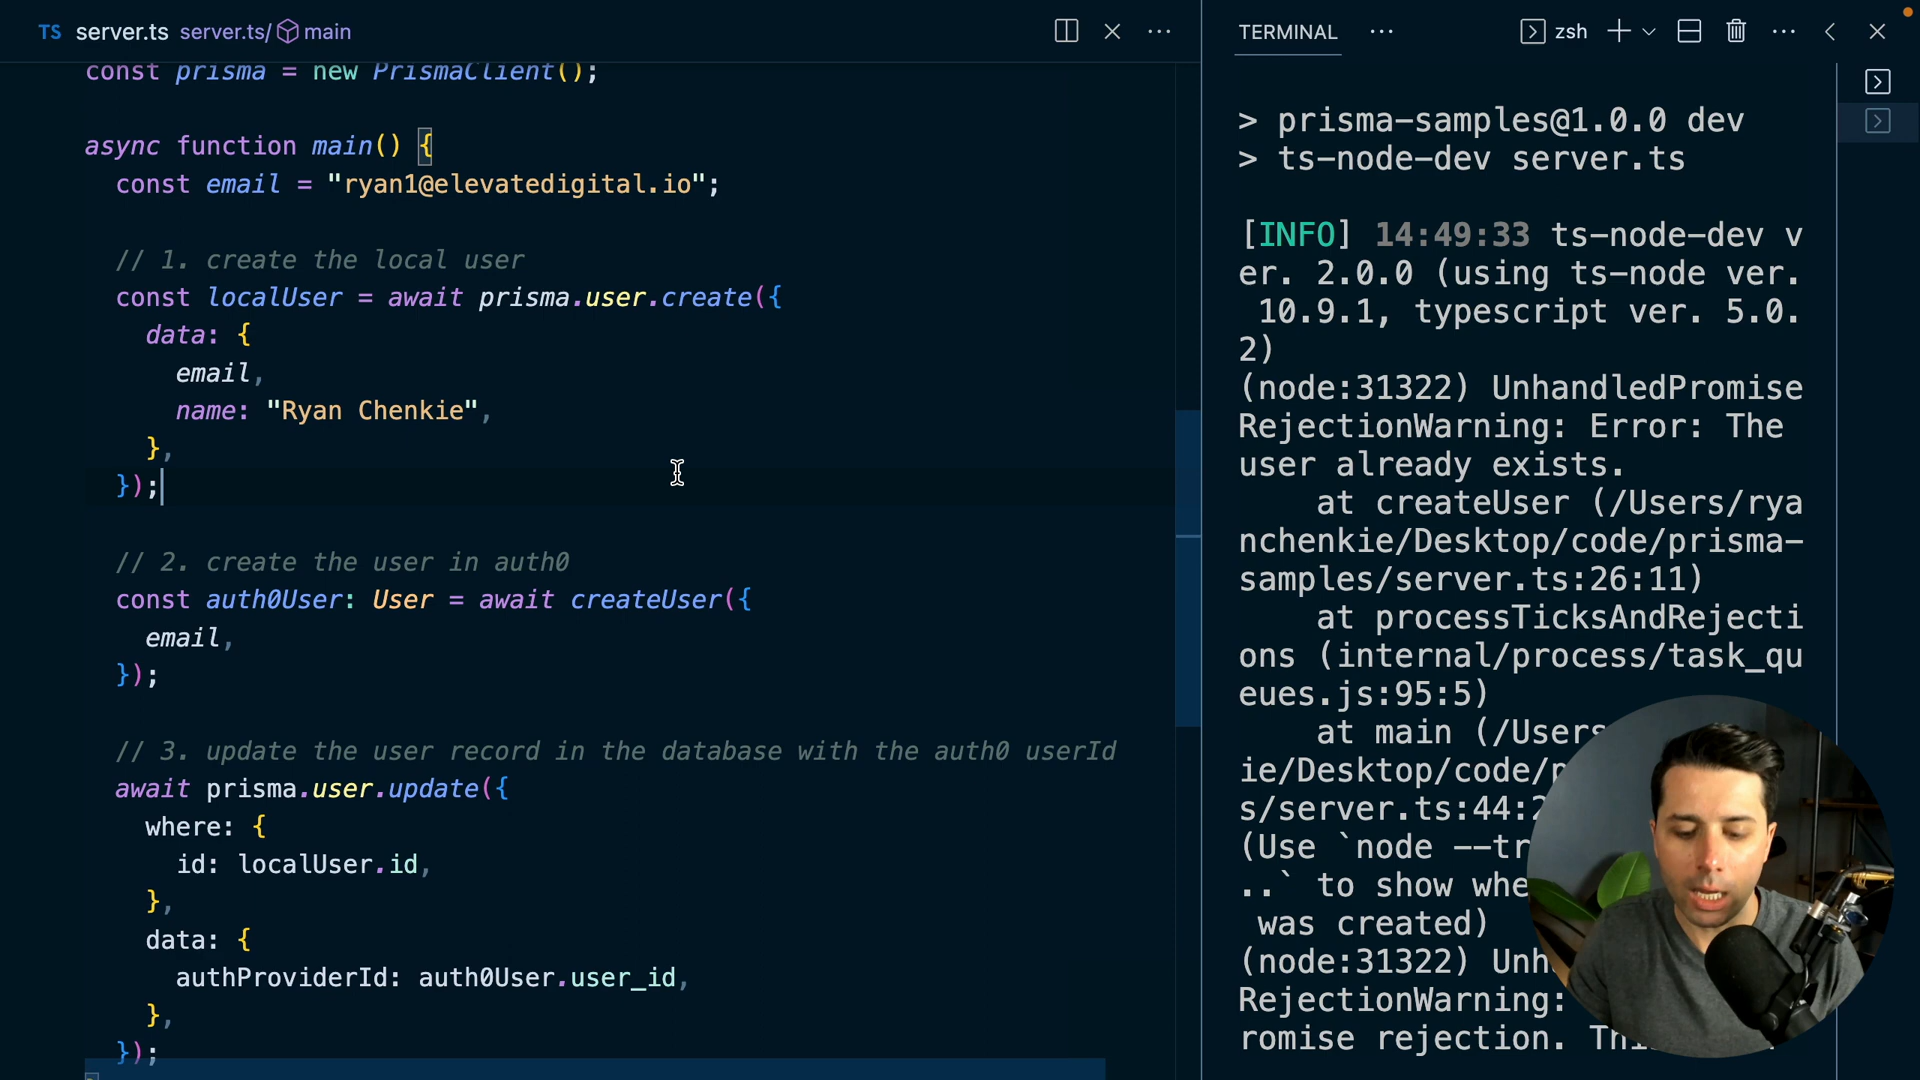 TS server.ts server.ts/ main
const prisma = new PrismaClient();
async function main() {
const email = "ryan1@elevatedigital.io";
// 1. create the local user
const localUser = await prisma.user.create({
data: {
email,
name: "Ryan Chenkie",
},
});
// 2. create the user in auth0
const auth0User: User = await createUser({
email,
});
// 3. update the user record in the database with the auth0 userId
await prisma.user.update({
where: {
id: localUser.id,
},
data: {
authProviderId: auth0User.user_id,
},
});
TERMINAL
zsh
> prisma-samples@1.0.0 dev
> ts-node-dev server.ts
[INFO] 14:49:33 ts-node-dev v
er. 2.0.0 (using ts-node ver.
10.9.1, typescript ver. 5.0.
2)
(node:31322) UnhandledPromise
RejectionWarning: Error: The
user already exists.
at createUser (/Users/rya
nchenkie/Desktop/code/prisma-
samples/server.ts:26:11)
at processTicksAndRejecti
ons (internal/process/task_qu
eues.js:95:5)
at main (/Users
ie/Desktop/code/p
s/server.ts:44:2
(Use `node --tr
..` to show whe
was created)
(node:31322) Unh
RejectionWarning:
romise rejection. Thi